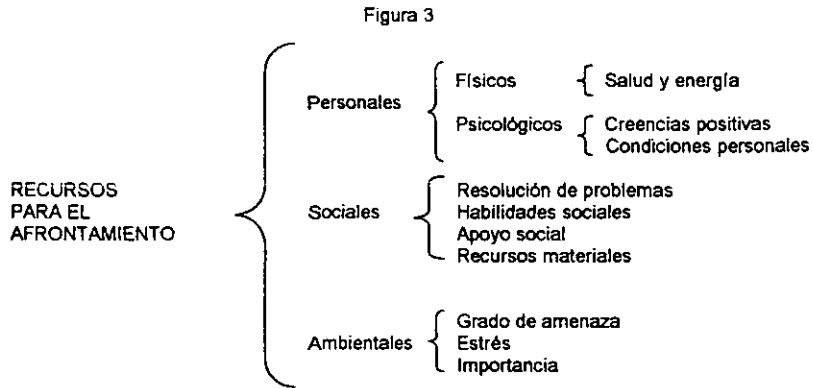 Figura 3
RECURSOS
PARA EL
AFRONTAMIENTO
Personales
Físicos
Salud y energía
Psicológicos
Creencias positivas
Condiciones personales
Sociales
Resolución de problemas
Habilidades sociales
Apoyo social
Recursos materiales
Ambientales
Grado de amenaza
Estrés
Importancia